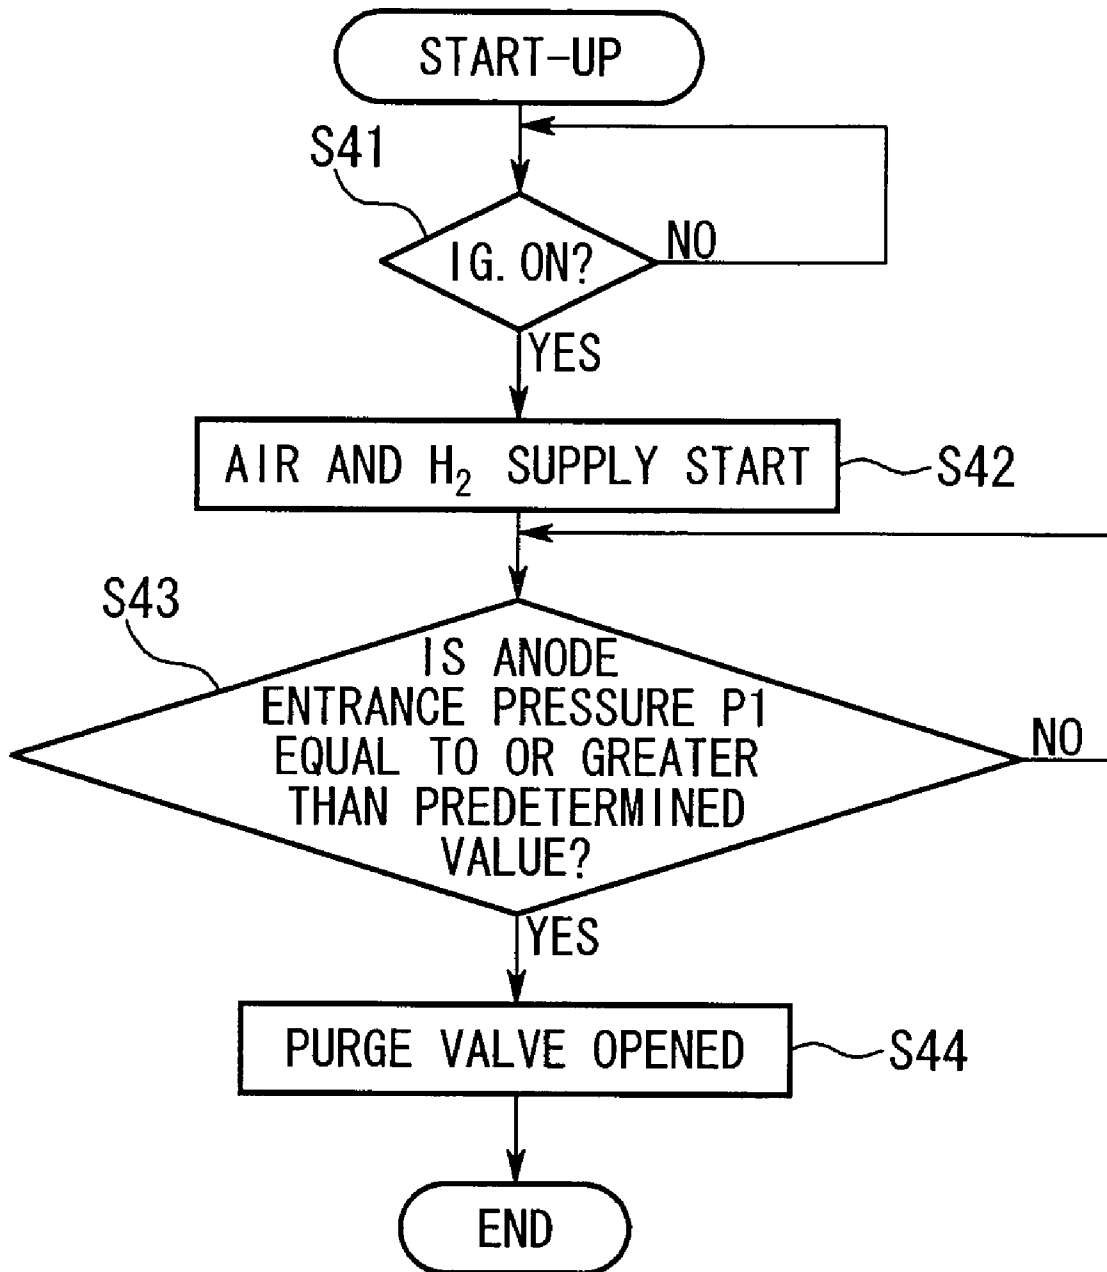 START-UP
S41
IG. ON?
NO
YES
AIR AND H₂ SUPPLY START
S42
S43
IS ANODE
ENTRANCE PRESSURE P1
EQUAL TO OR GREATER
THAN PREDETERMINED
VALUE?
NO
YES
PURGE VALVE OPENED
S44
END